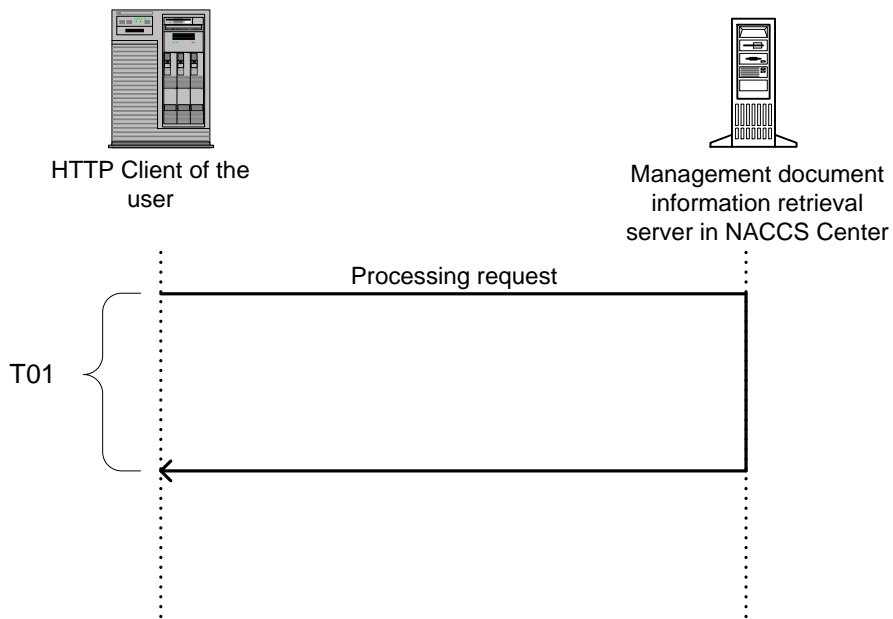 HTTP Client of the
user
Management document
information retrieval
server in NACCS Center
Processing request
T01